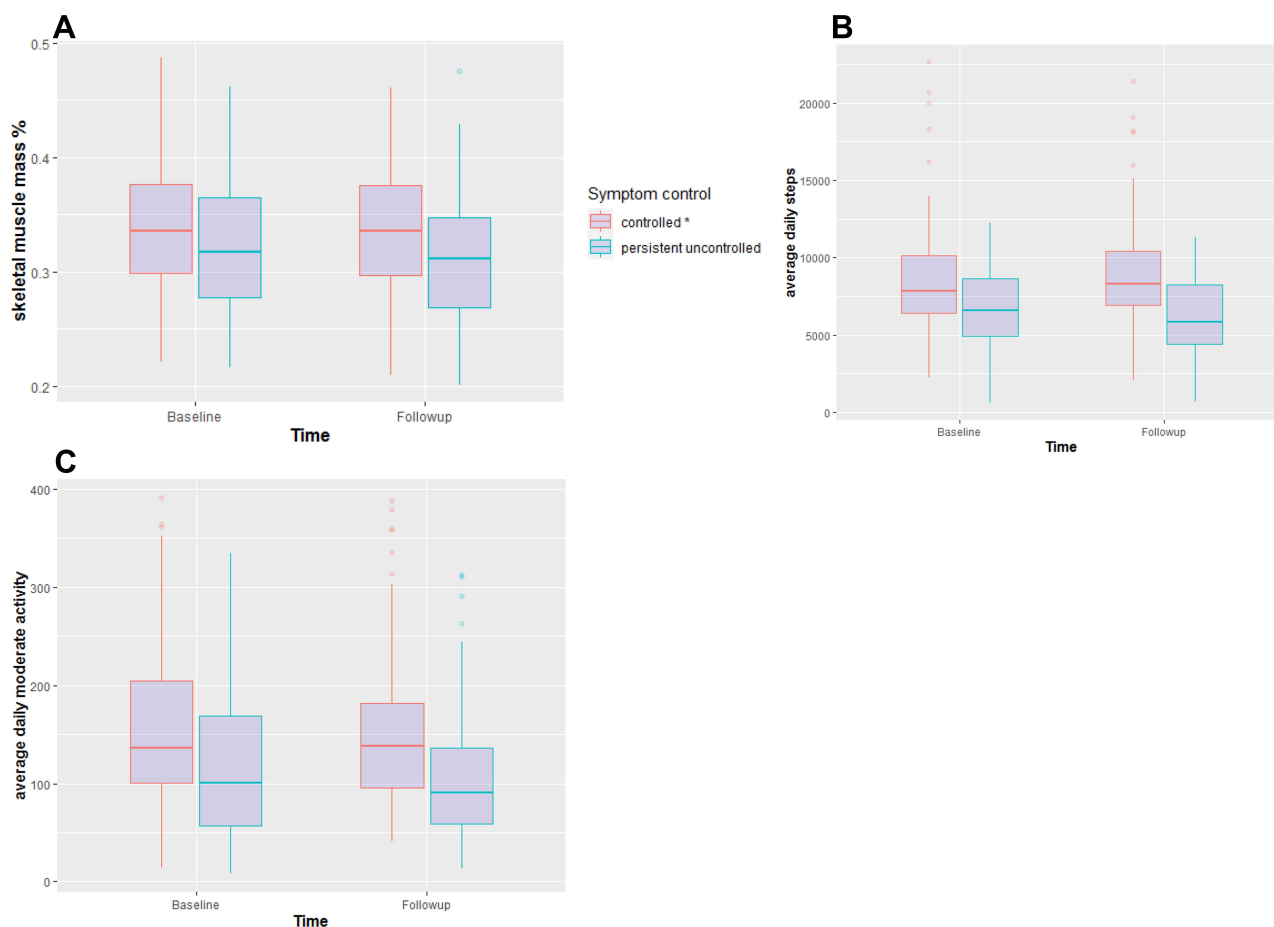 A
skeletal muscle mass %
0.5
0.4
0.3
0.2
Baseline
Followup
Time
Symptom control
controlled *
persistent uncontrolled
B
average daily steps
20000
15000
10000
5000
0
Baseline
Followup
Time
C
average daily moderate activity
400
300
200
100
0
Baseline
Followup
Time